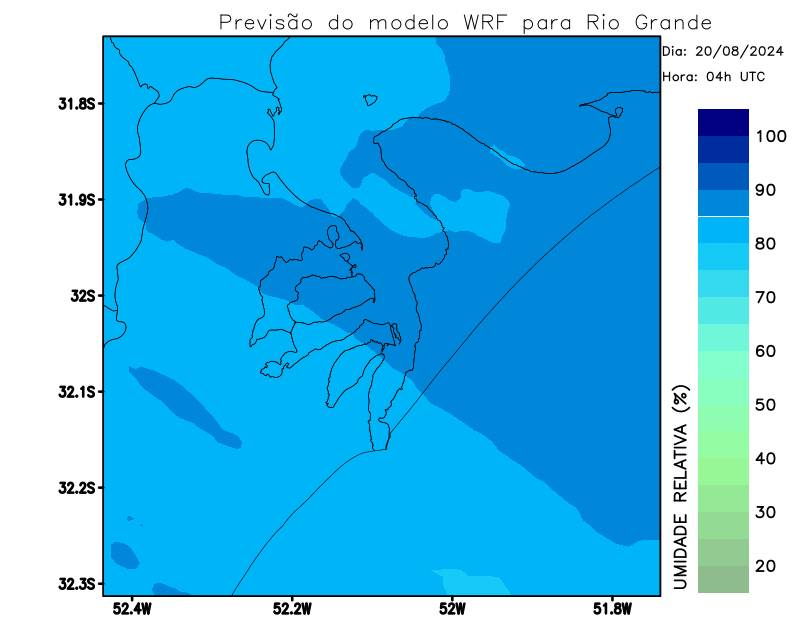 Previsão do modelo WRF para Rio Grande
Dia: 20/08/2024
Hora: 04h UTC
31.8S
31.9S
32S
32.1S
32.2S
32.3S
52.4W
52.2W
52W
51.8W
UMIDADE RELATIVA (%)
100
90
80
70
60
50
40
30
20